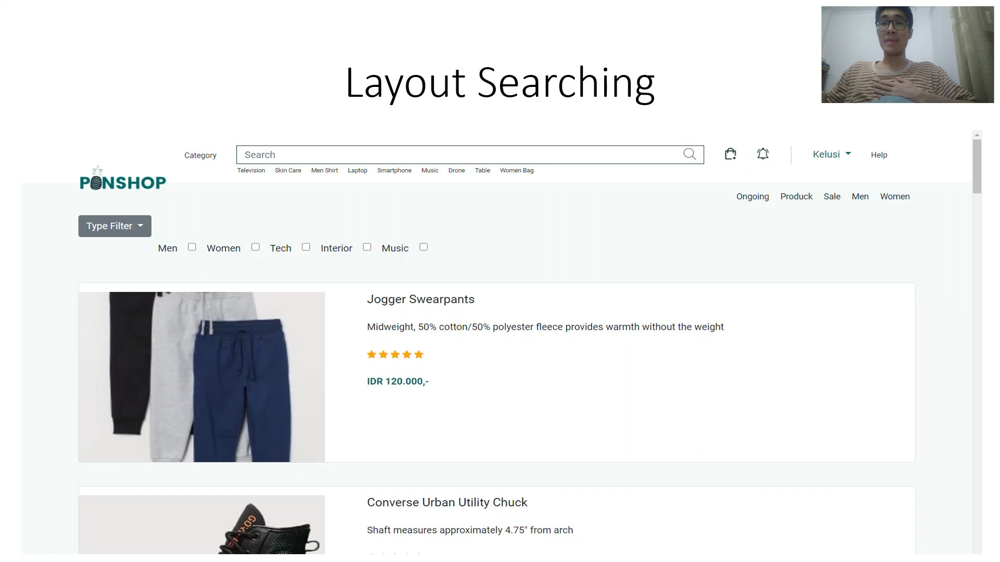 Layout Searching
Category
Search
Kelusi
Help
Television Skin Care Men Shirt Laptop Smartphone Music Drone Table Women Bag
PONSHOP
Ongoing Produck Sale Men Women
Type Filter
Men Women Tech Interior Music
Jogger Swearpants
Midweight, 50% cotton/50% polyester fleece provides warmth without the weight
IDR 120.000,-
Converse Urban Utility Chuck
Shaft measures approximately 4.75" from arch